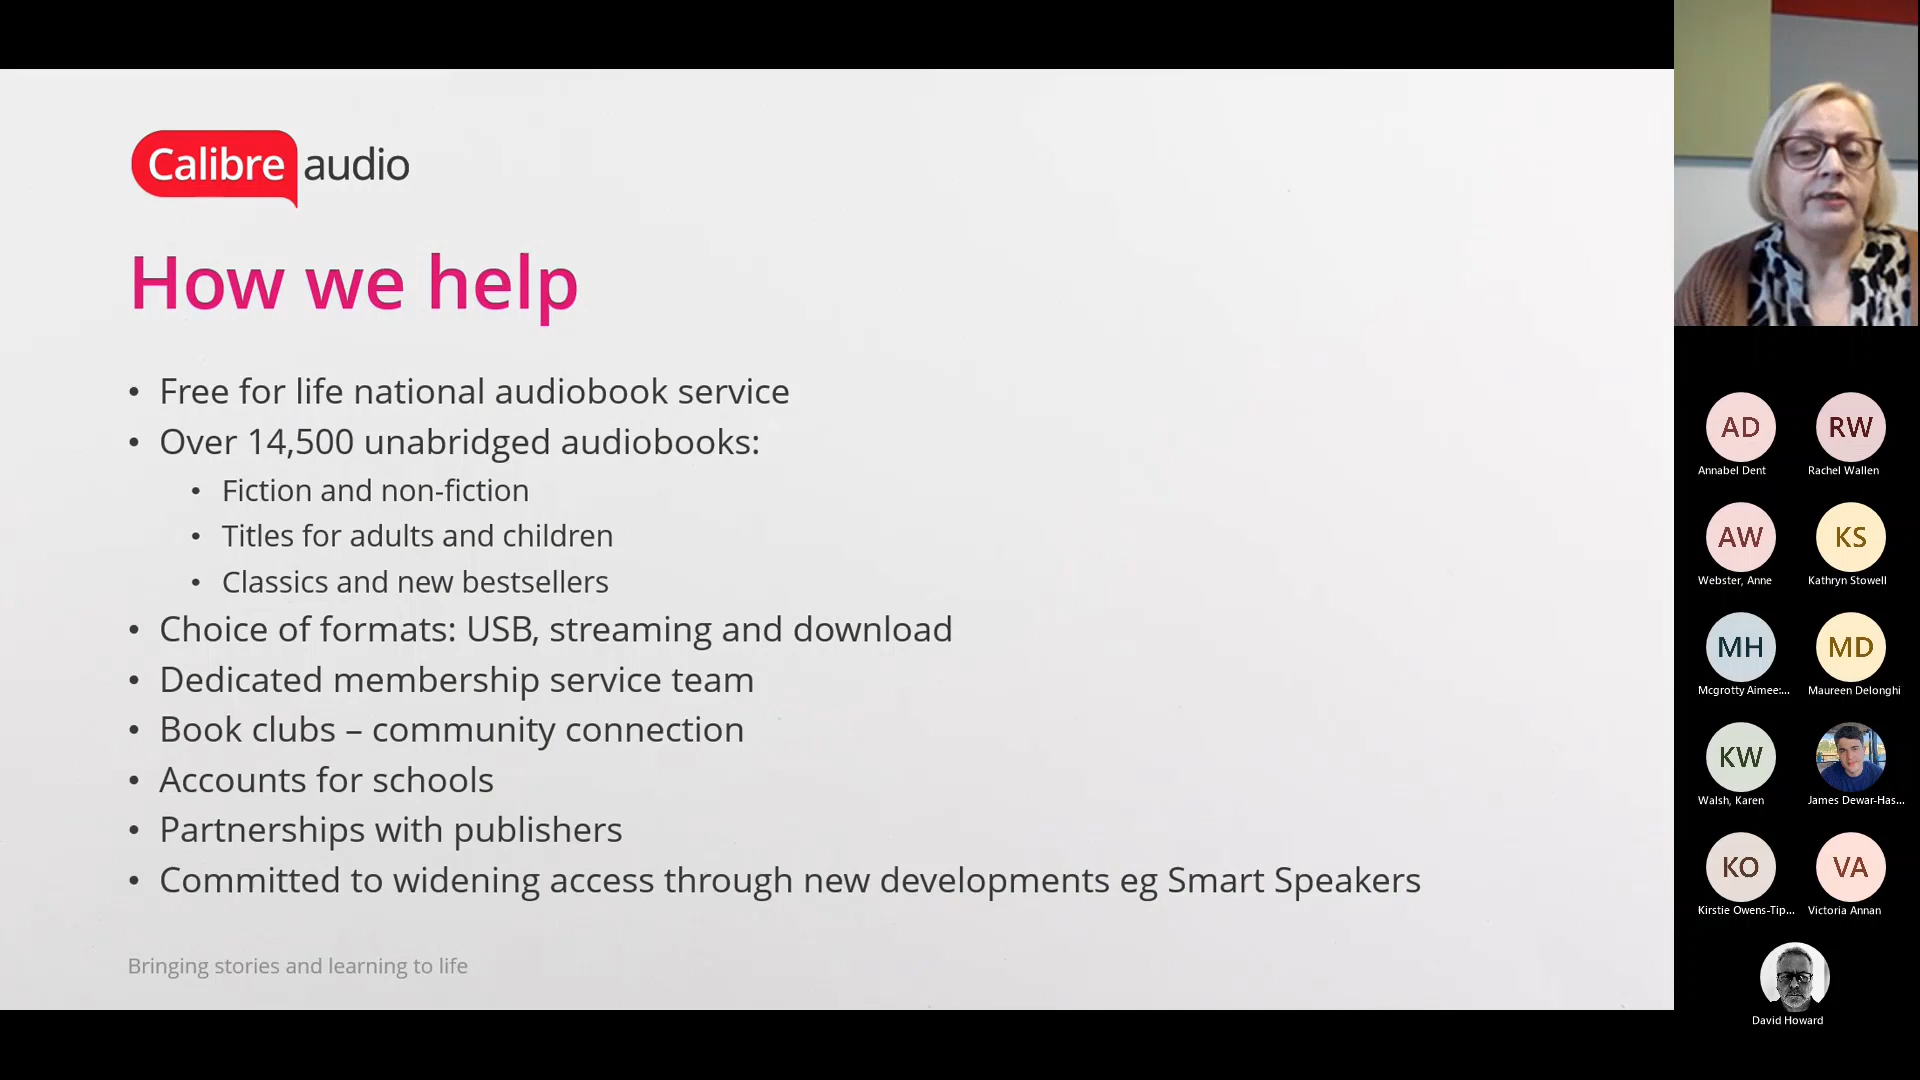 Calibre audio
How we help
• Free for life national audiobook service
• Over 14,500 unabridged audiobooks:
• Fiction and non-fiction
• Titles for adults and children
• Classics and new bestsellers
• Choice of formats: USB, streaming and download
• Dedicated membership service team
• Book clubs – community connection
• Accounts for schools
• Partnerships with publishers
• Committed to widening access through new developments eg Smart Speakers
Bringing stories and learning to life
AD
Annabel Dent
RW
Rachel Wallen
AW
Webster, Anne
KS
Kathryn Stowell
MH
Mcgrotty Aimee:...
MD
Maureen Delonghi
KW
Walsh, Karen
James Dewar-Has...
KO
Kirstie Owens-Tip...
VA
Victoria Annan
David Howard